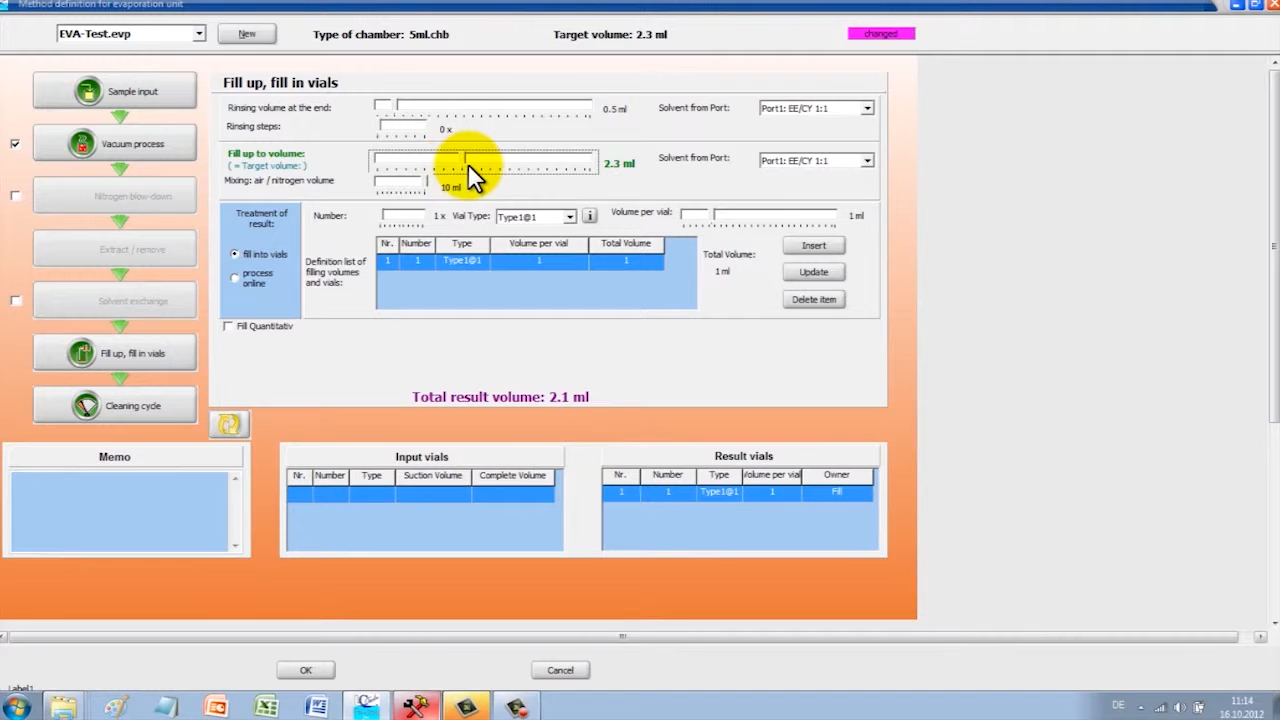 Method definition for evaporation unit
EVA-Test.evp New Type of chamber: 5ml.chb Target volume: 2.3 ml changed
Sample input
Vacuum process
Nitrogen blow-down
Extract / remove
Solvent exchange
Fill up, fill in vials
Cleaning cycle
Fill up, fill in vials
Rinsing volume at the end: 0.5 ml Solvent from Port: Port1: EE/CY 1:1
Rinsing steps: 0 x
Fill up to volume: 2.3 ml Solvent from Port: Port1: EE/CY 1:1
( = Target volume: )
Mixing: air / nitrogen volume 10 ml
Treatment of
result:
fill into vials
process
online
Number: 1 x Vial Type: Type1@1 i Volume per vial: 1 ml
Nr. Number Type Volume per vial Total Volume
1 1 Type1@1 1 1
Definition list of
filling volumes
and vials:
Total Volume:
1 ml
Insert
Update
Delete item
Fill Quantitativ
Total result volume: 2.1 ml
Memo
Input vials
Nr. Number Type Suction Volume Complete Volume
Result vials
Nr. Number Type Volume per vial Owner
1 1 Type1@1 1 Fill
OK Cancel
Label1
DE 11:14
16.10.2012